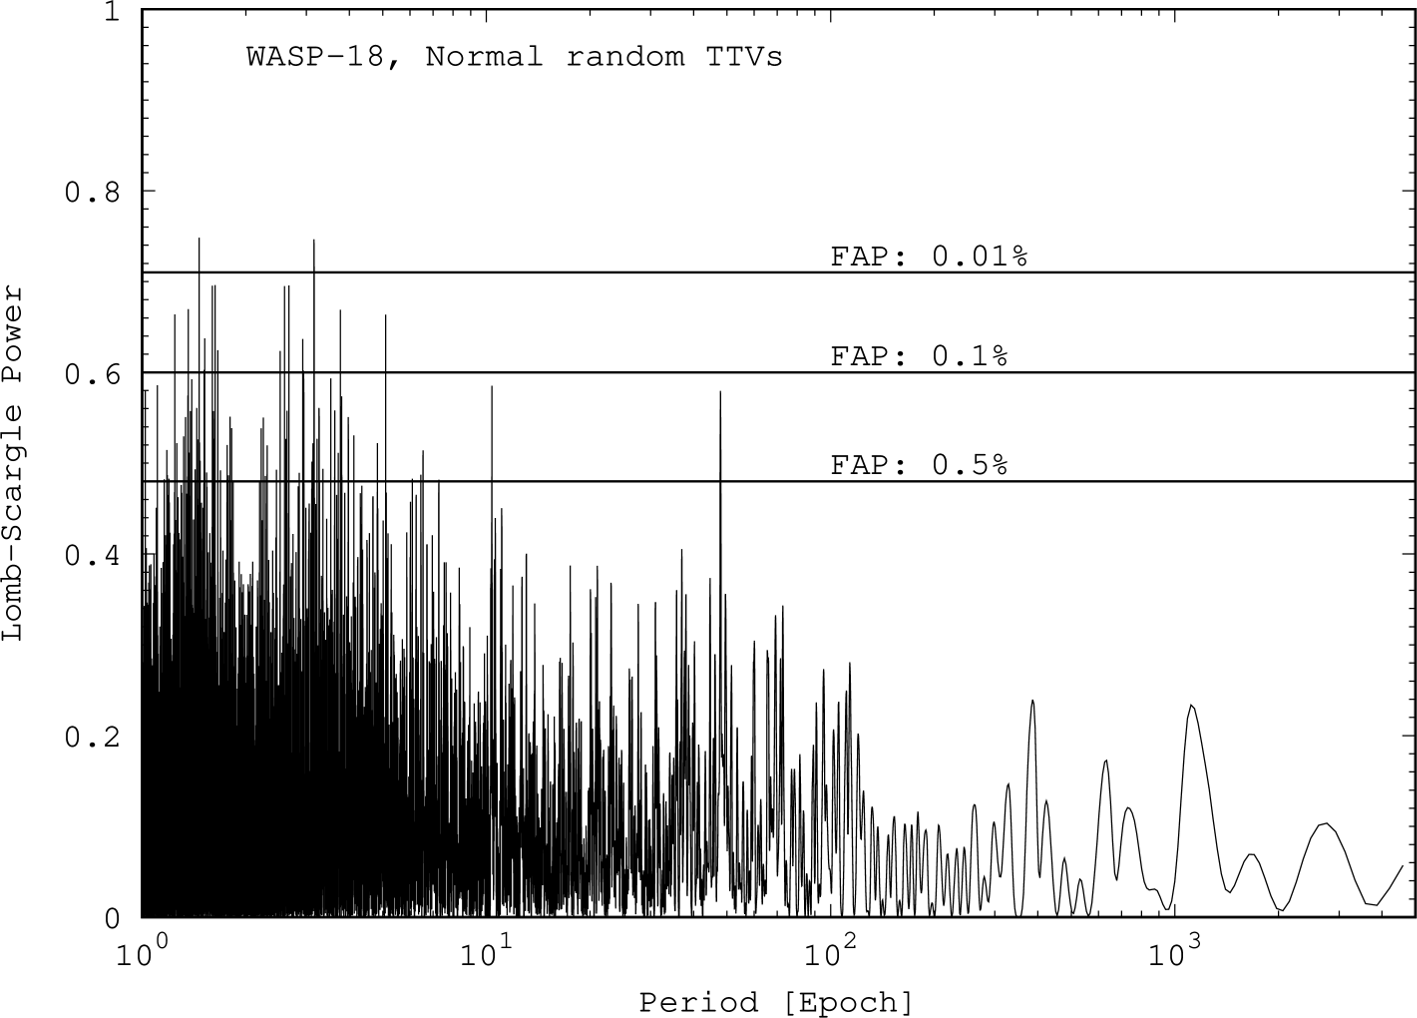 WASP-18, Normal random TTVs
1
0.8
0.6
0.4
0.2
0
Lomb-Scargle Power
FAP: 0.01%
FAP: 0.1%
FAP: 0.5%
10^0 10^1 10^2 10^3
Period [Epoch]